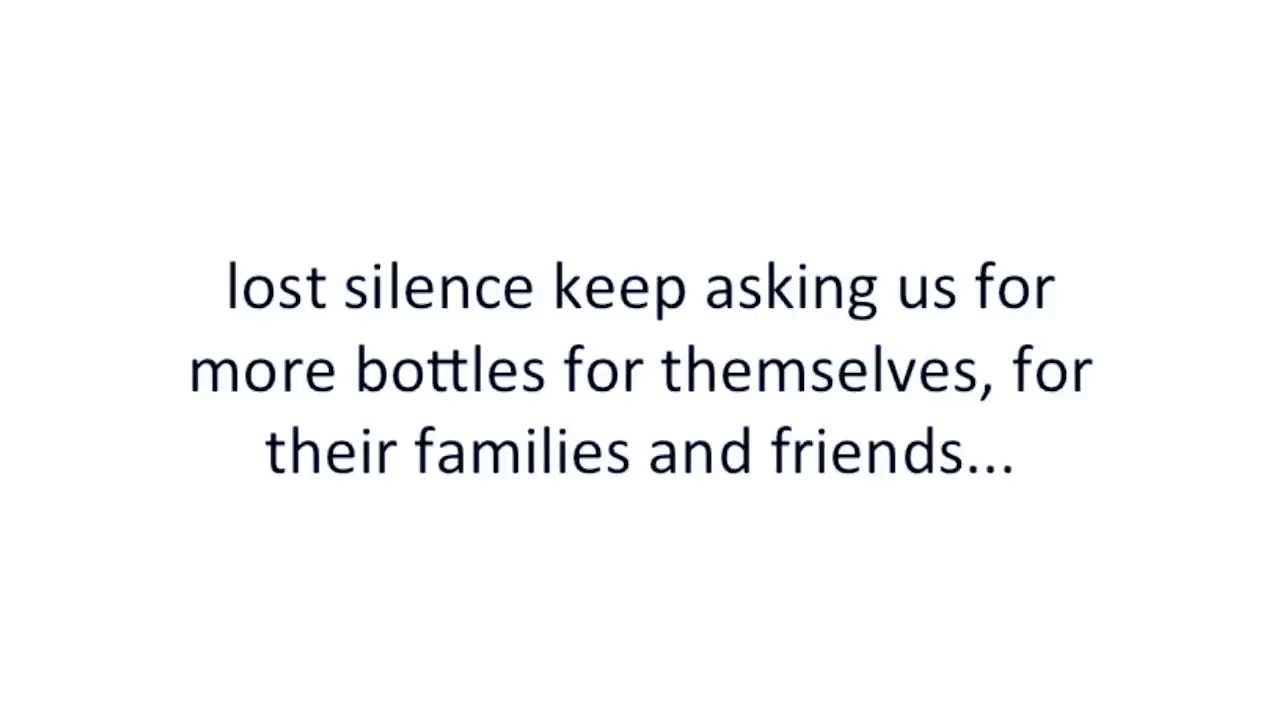 lost silence keep asking us for
more bottles for themselves, for
their families and friends...